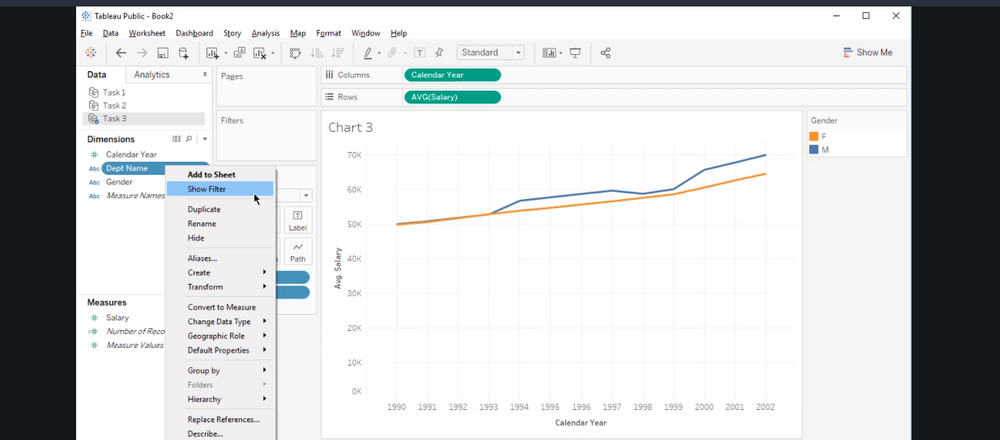 Tableau Public - Book2
File Data Worksheet Dashboard Story Analysis Map Format Window Help
Standard
Show Me
Data Analytics
Task 1
Task 2
Task 3
Dimensions
Calendar Year
Abc Dept Name
Abc Gender
Abc Measure Names
Measures
Salary
Number of Reco
Measure Values
Add to Sheet
Show Filter
Duplicate
Rename
Hide
Aliases...
Create
Transform
Convert to Measure
Change Data Type
Geographic Role
Default Properties
Group by
Folders
Hierarchy
Replace References...
Describe...
Pages
Filters
T
Label
Path
Columns Calendar Year
Rows AVG(Salary)
Chart 3
70K
60K
50K
40K
30K
20K
10K
0K
Avg. Salary
1990 1991 1992 1993 1994 1995 1996 1997 1998 1999 2000 2001 2002
Calendar Year
Gender
F
M